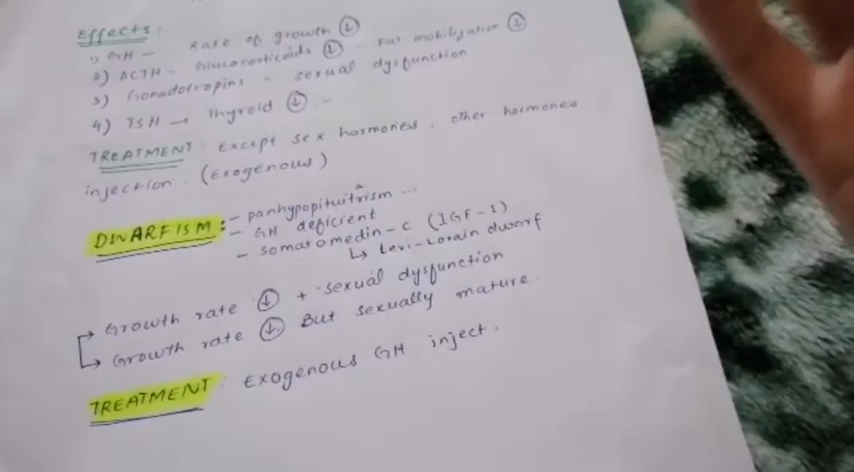 Effects:
1) GH - Rate of growth ↓
2) ACTH - Glucocorticoids ↓ - Fat mobilization ↓
3) Gonadotropins - sexual dysfunction
4) TSH → Thyroid ↓ -
TREATMENT: Except sex hormones, other hormones
injection. (Exogenous)
DWARFISM: - panhypopituitrism ...
- GH deficient
- somatomedin-c (IGF-1)
↳ Levi-Lorain dwarf
→ Growth rate ↓ + sexual dysfunction
→ Growth rate ↓ But sexually mature.
TREATMENT: Exogenous GH inject.